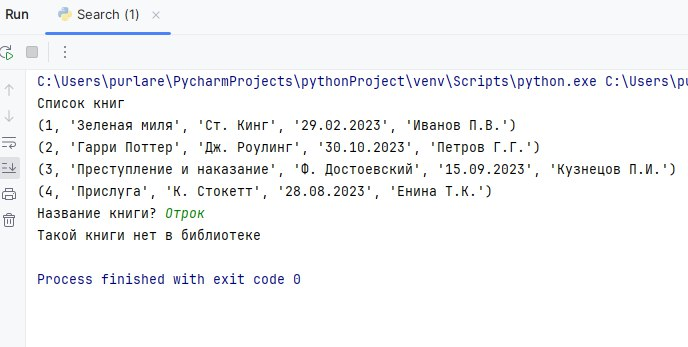 Run Search (1)
C:\Users\purlare\PycharmProjects\pythonProject\venv\Scripts\python.exe C:\Users\pu
Список книг
(1, 'Зеленая миля', 'Ст. Кинг', '29.02.2023', 'Иванов П.В.')
(2, 'Гарри Поттер', 'Дж. Роулинг', '30.10.2023', 'Петров Г.Г.')
(3, 'Преступление и наказание', 'Ф. Достоевский', '15.09.2023', 'Кузнецов П.И.')
(4, 'Прислуга', 'К. Стокетт', '28.08.2023', 'Енина Т.К.')
Название книги? Отрок
Такой книги нет в библиотеке
Process finished with exit code 0